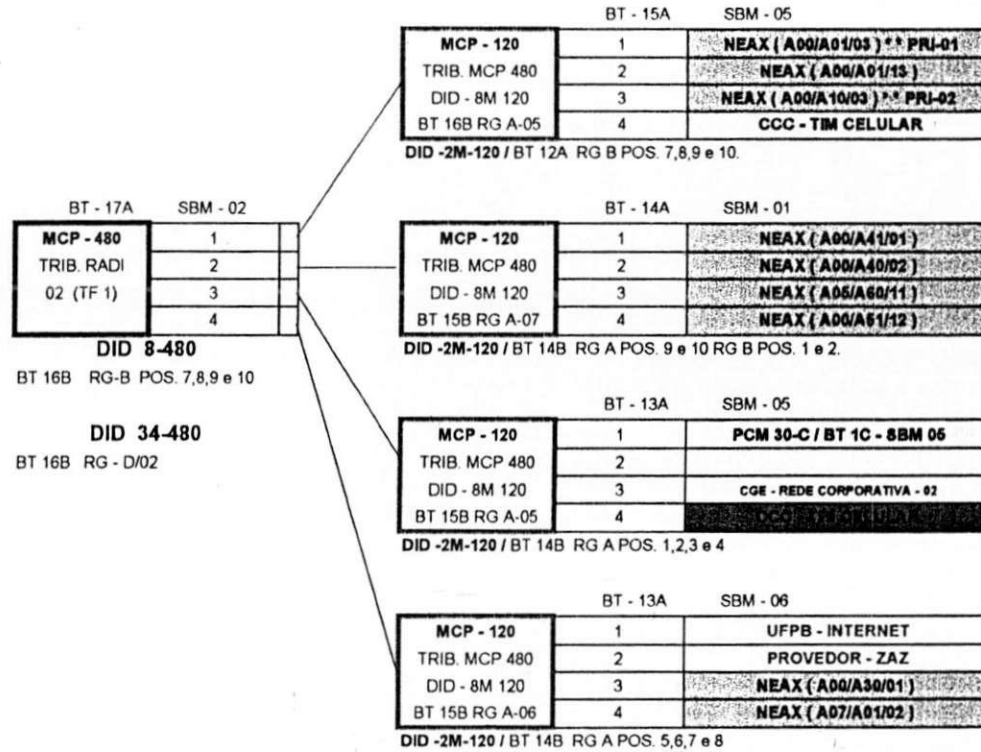 BT - 15A SBM - 05
MCP - 120 1 NEAX ( A00/A01/03 ) * * PRI-01
TRIB. MCP 480 2 NEAX ( A00/A01/13 )
DID - 8M 120 3 NEAX ( A00/A10/03 ) * * PRI-02
BT 16B RG A-05 4 CCC - TIM CELULAR
DID -2M-120 / BT 12A RG B POS. 7,8,9 e 10.
BT - 17A SBM - 02
MCP - 480 1
TRIB. RADI 2
02 (TF 1) 3
4
DID 8-480
BT 16B RG-B POS. 7,8,9 e 10
DID 34-480
BT 16B RG - D/02
BT - 14A SBM - 01
MCP - 120 1 NEAX ( A00/A41/01 )
TRIB. MCP 480 2 NEAX ( A00/A40/02 )
DID - 8M 120 3 NEAX ( A05/A60/11 )
BT 15B RG A-07 4 NEAX ( A00/A51/12 )
DID -2M-120 / BT 14B RG A POS. 9 e 10 RG B POS. 1 e 2.
BT - 13A SBM - 05
MCP - 120 1 PCM 30-C / BT 1C - SBM 05
TRIB. MCP 480 2
DID - 8M 120 3 CGE - REDE CORPORATIVA - 02
BT 15B RG A-05 4
DID -2M-120 / BT 14B RG A POS. 1,2,3 e 4
BT - 13A SBM - 06
MCP - 120 1 UFPB - INTERNET
TRIB. MCP 480 2 PROVEDOR - ZAZ
DID - 8M 120 3 NEAX ( A00/A30/01 )
BT 15B RG A-06 4 NEAX ( A07/A01/02 )
DID -2M-120 / BT 14B RG A POS. 5,6,7 e 8